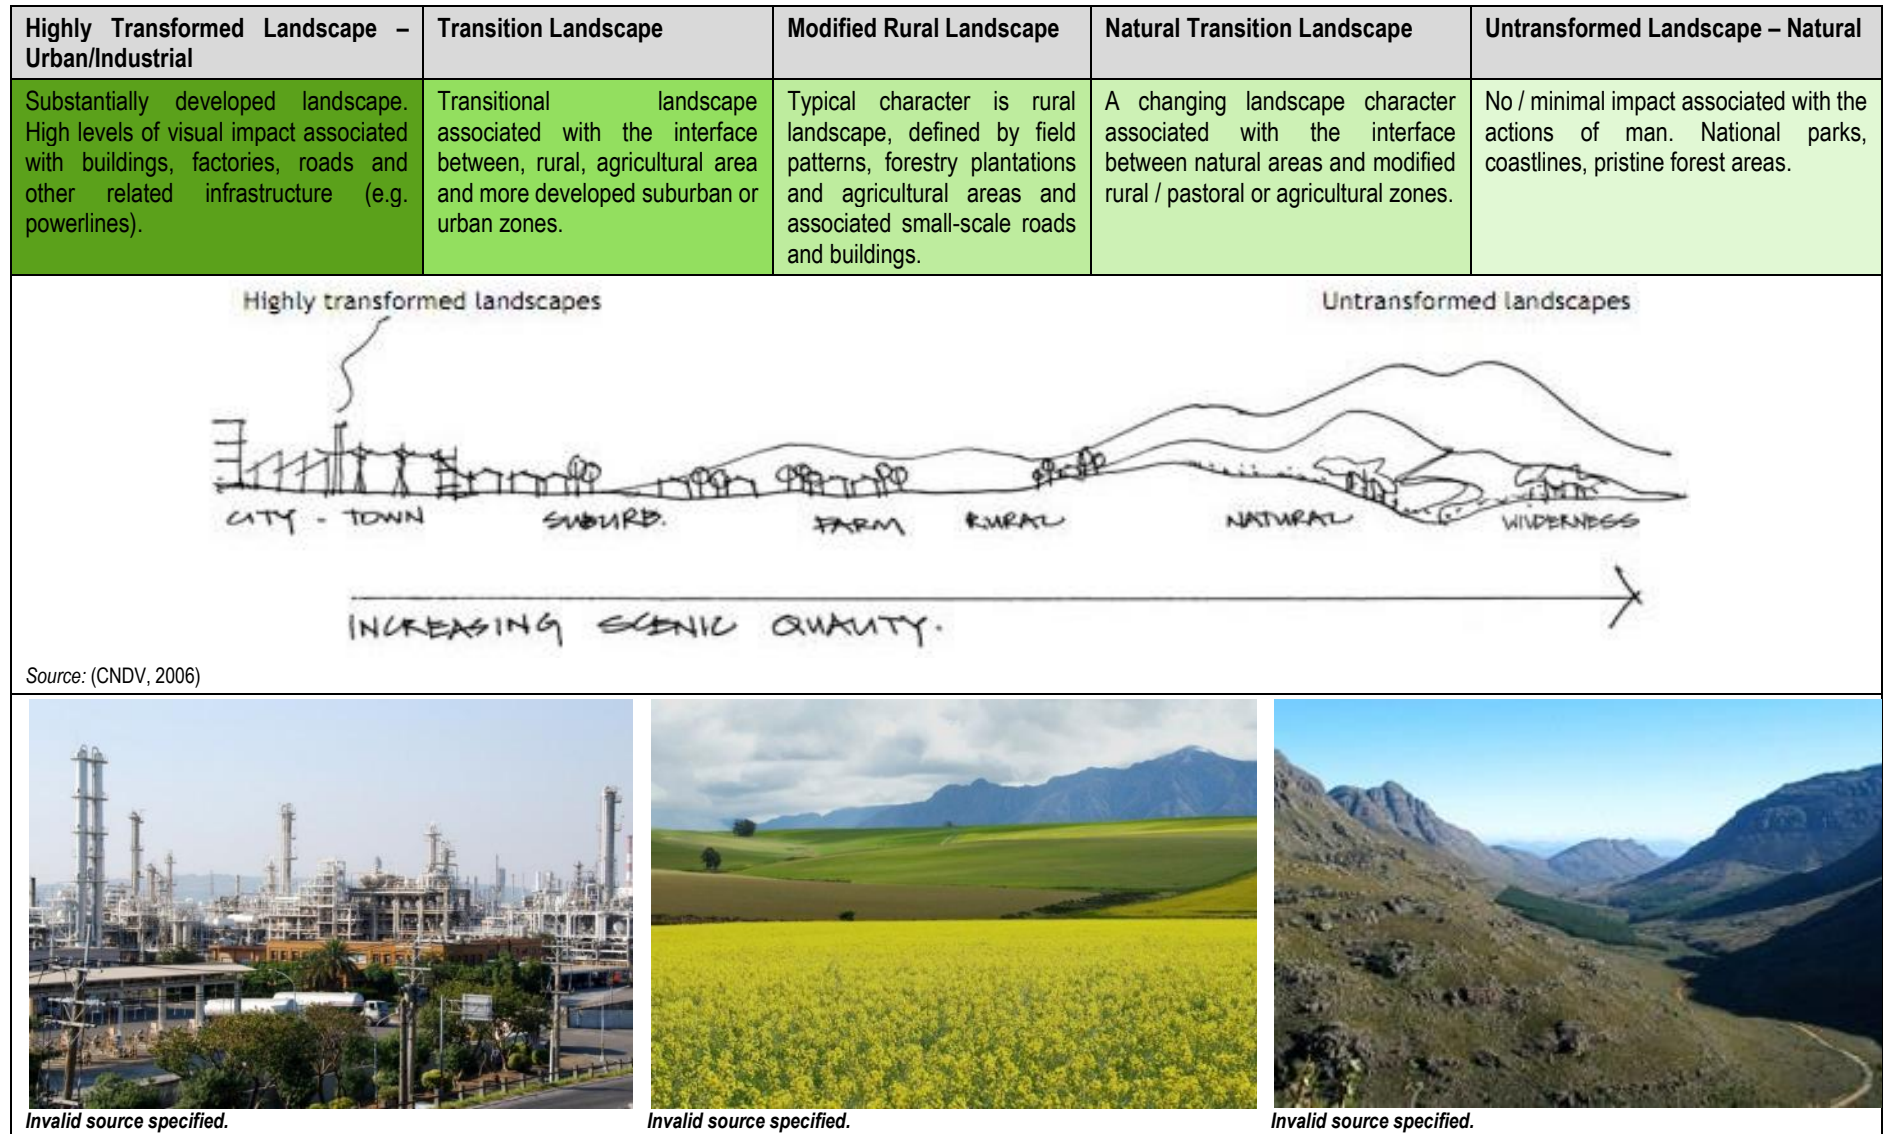 Highly Transformed Landscape –
Urban/Industrial
Transition Landscape
Modified Rural Landscape
Natural Transition Landscape
Untransformed Landscape – Natural
Substantially developed landscape.
High levels of visual impact associated
with buildings, factories, roads and
other related infrastructure (e.g.
powerlines).
Transitional landscape
associated with the interface
between, rural, agricultural area
and more developed suburban or
urban zones.
Typical character is rural
landscape, defined by field
patterns, forestry plantations
and agricultural areas and
associated small-scale roads
and buildings.
A changing landscape character
associated with the interface
between natural areas and modified
rural / pastoral or agricultural zones.
No / minimal impact associated with the
actions of man. National parks,
coastlines, pristine forest areas.
Highly transformed landscapes
Untransformed landscapes
CITY - TOWN
SUBURB.
FARM
RURAL
NATURAL
WILDERNESS
INCREASING SCENIC QUALITY.
Source: (CNDV, 2006)
Invalid source specified.
Invalid source specified.
Invalid source specified.